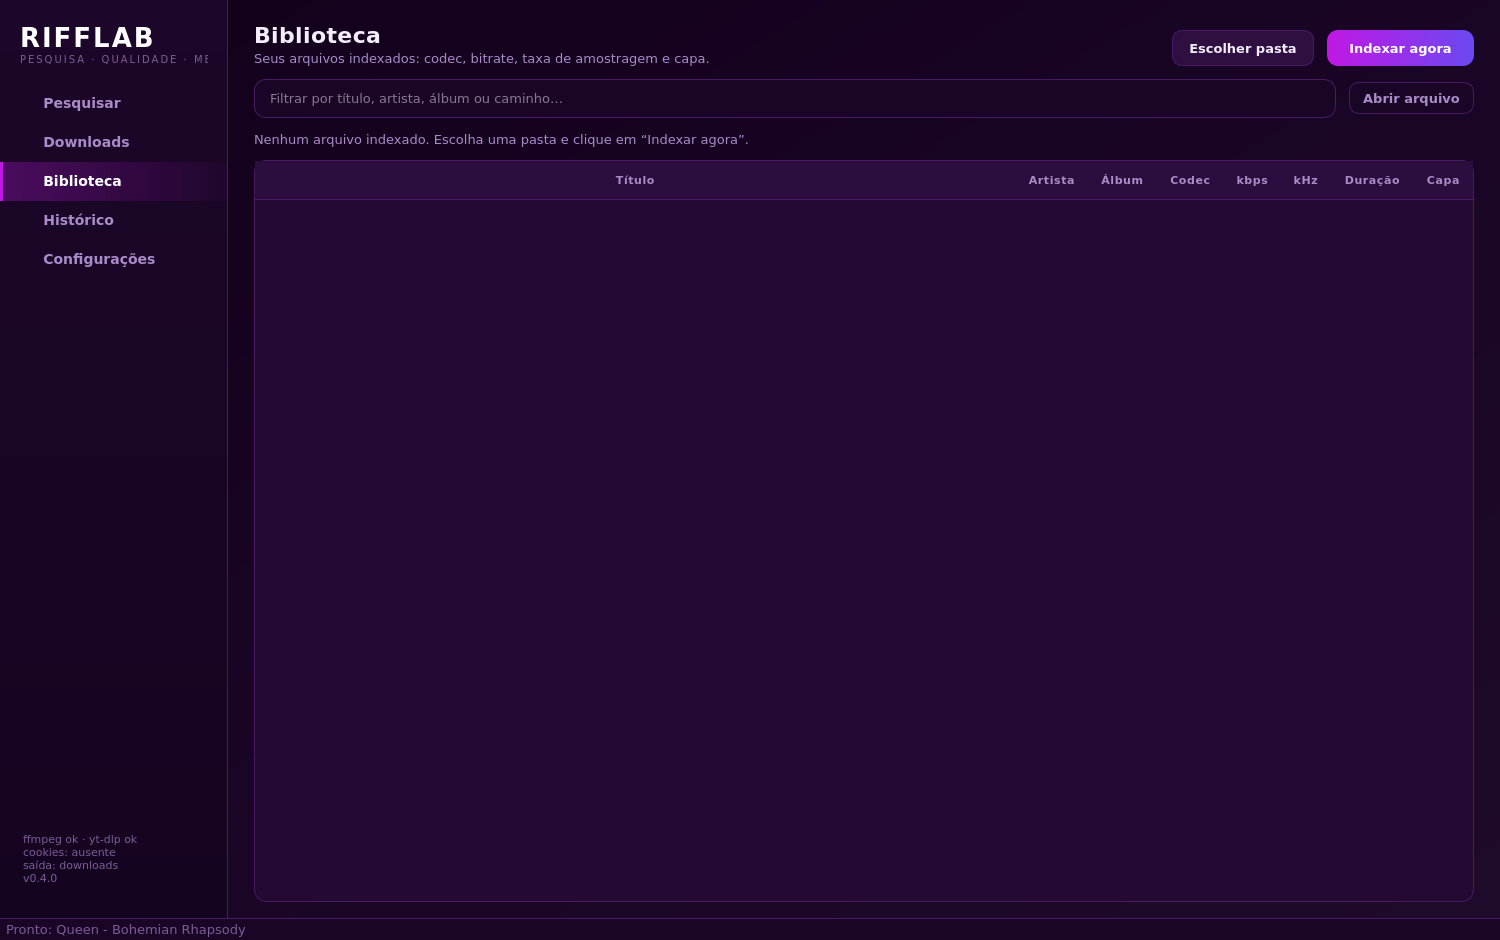 RIFFLAB
PESQUISA · QUALIDADE ·
Pesquisar
Downloads
Biblioteca
Histórico
Configurações
ffmpeg ok · yt-dlp ok
cookies: ausente
saída: downloads
v0.4.0
Biblioteca
Seus arquivos indexados: codec, bitrate, taxa de amostragem e capa.
Escolher pasta
Indexar agora
Filtrar por título, artista, álbum ou caminho…
Abrir arquivo
Nenhum arquivo indexado. Escolha uma pasta e clique em “Indexar agora”.
Título Artista Álbum Codec kbps kHz Duração Capa
Pronto: Queen - Bohemian Rhapsody